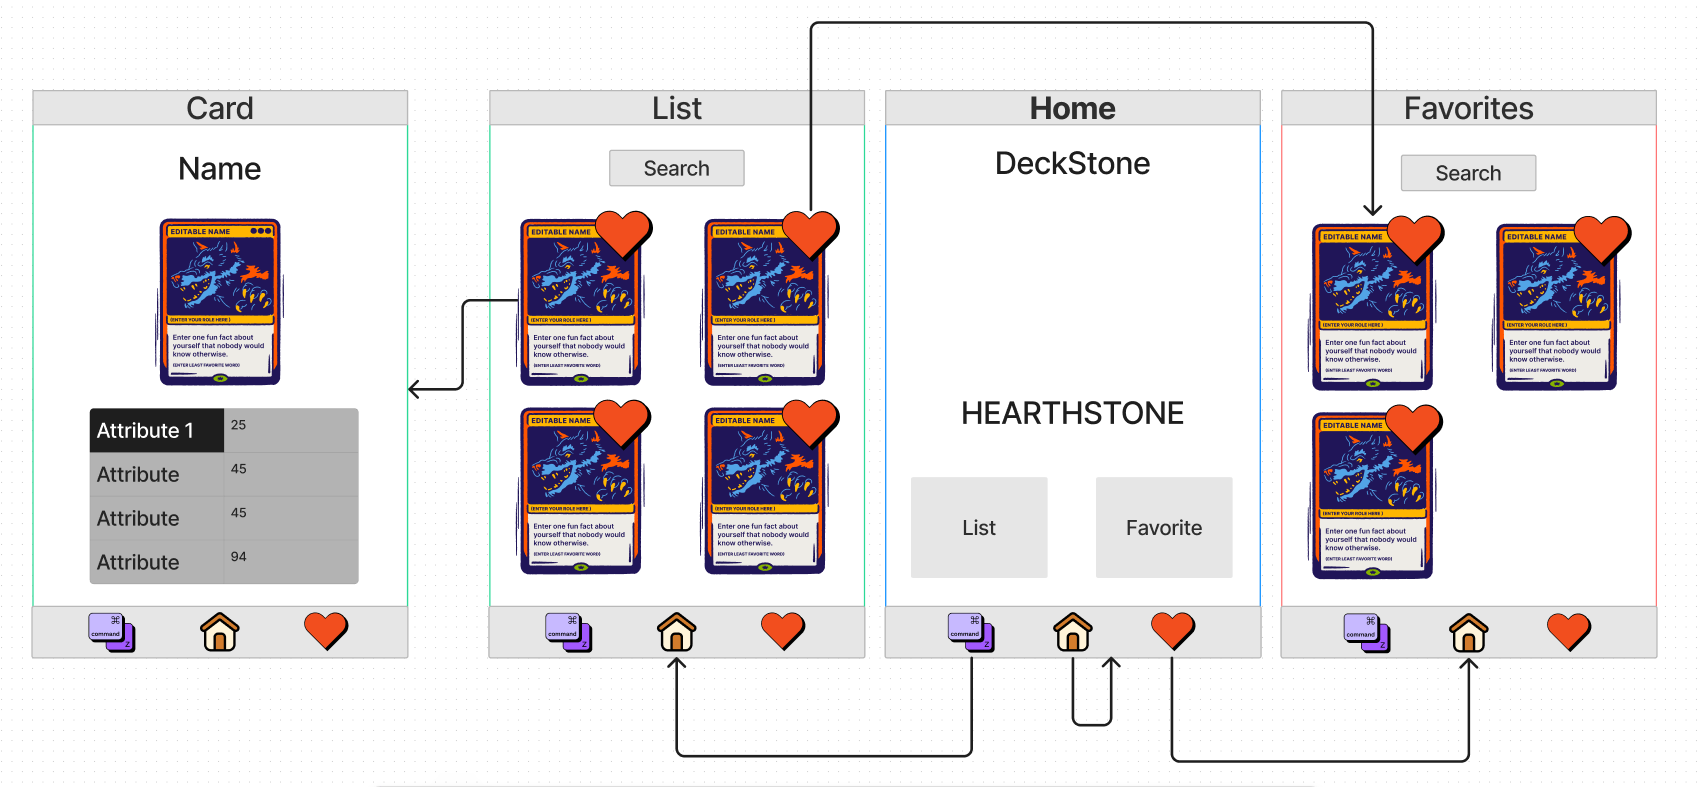 Card
Name
EDITABLE NAME
(ENTER YOUR ROLE HERE )
Enter one fun fact about
yourself that nobody would
know otherwise.
(ENTER LEAST FAVORITE WORD)
Attribute 1
25
Attribute
45
Attribute
45
Attribute
94
⌘
command
Z
List
Search
EDITABLE NAME
(ENTER YOUR ROLE HERE )
Enter one fun fact about
yourself that nobody would
know otherwise.
(ENTER LEAST FAVORITE WORD)
EDITABLE NAME
(ENTER YOUR ROLE HERE )
Enter one fun fact about
yourself that nobody would
know otherwise.
(ENTER LEAST FAVORITE WORD)
EDITABLE NAME
(ENTER YOUR ROLE HERE )
Enter one fun fact about
yourself that nobody would
know otherwise.
(ENTER LEAST FAVORITE WORD)
EDITABLE NAME
(ENTER YOUR ROLE HERE )
Enter one fun fact about
yourself that nobody would
know otherwise.
(ENTER LEAST FAVORITE WORD)
⌘
command
Z
Home
DeckStone
HEARTHSTONE
List
Favorite
⌘
command
Z
Favorites
Search
EDITABLE NAME
(ENTER YOUR ROLE HERE )
Enter one fun fact about
yourself that nobody would
know otherwise.
(ENTER LEAST FAVORITE WORD)
EDITABLE NAME
(ENTER YOUR ROLE HERE )
Enter one fun fact about
yourself that nobody would
know otherwise.
(ENTER LEAST FAVORITE WORD)
EDITABLE NAME
(ENTER YOUR ROLE HERE )
Enter one fun fact about
yourself that nobody would
know otherwise.
(ENTER LEAST FAVORITE WORD)
⌘
command
Z